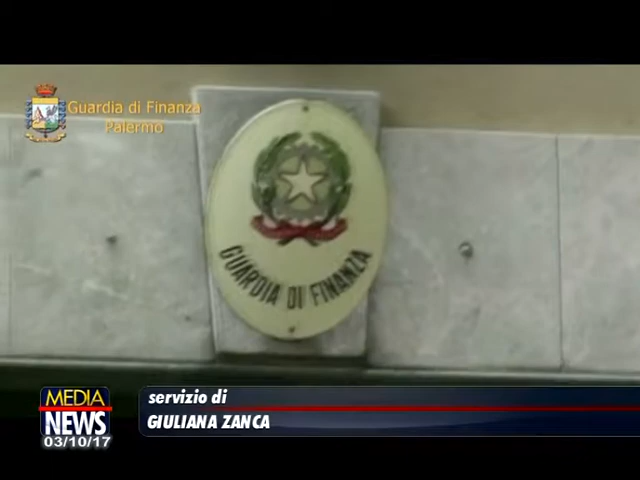 Guardia di Finanza
Palermo
GUARDIA DI FINANZA
MEDIA
NEWS
03/10/17
servizio di
GIULIANA ZANCA